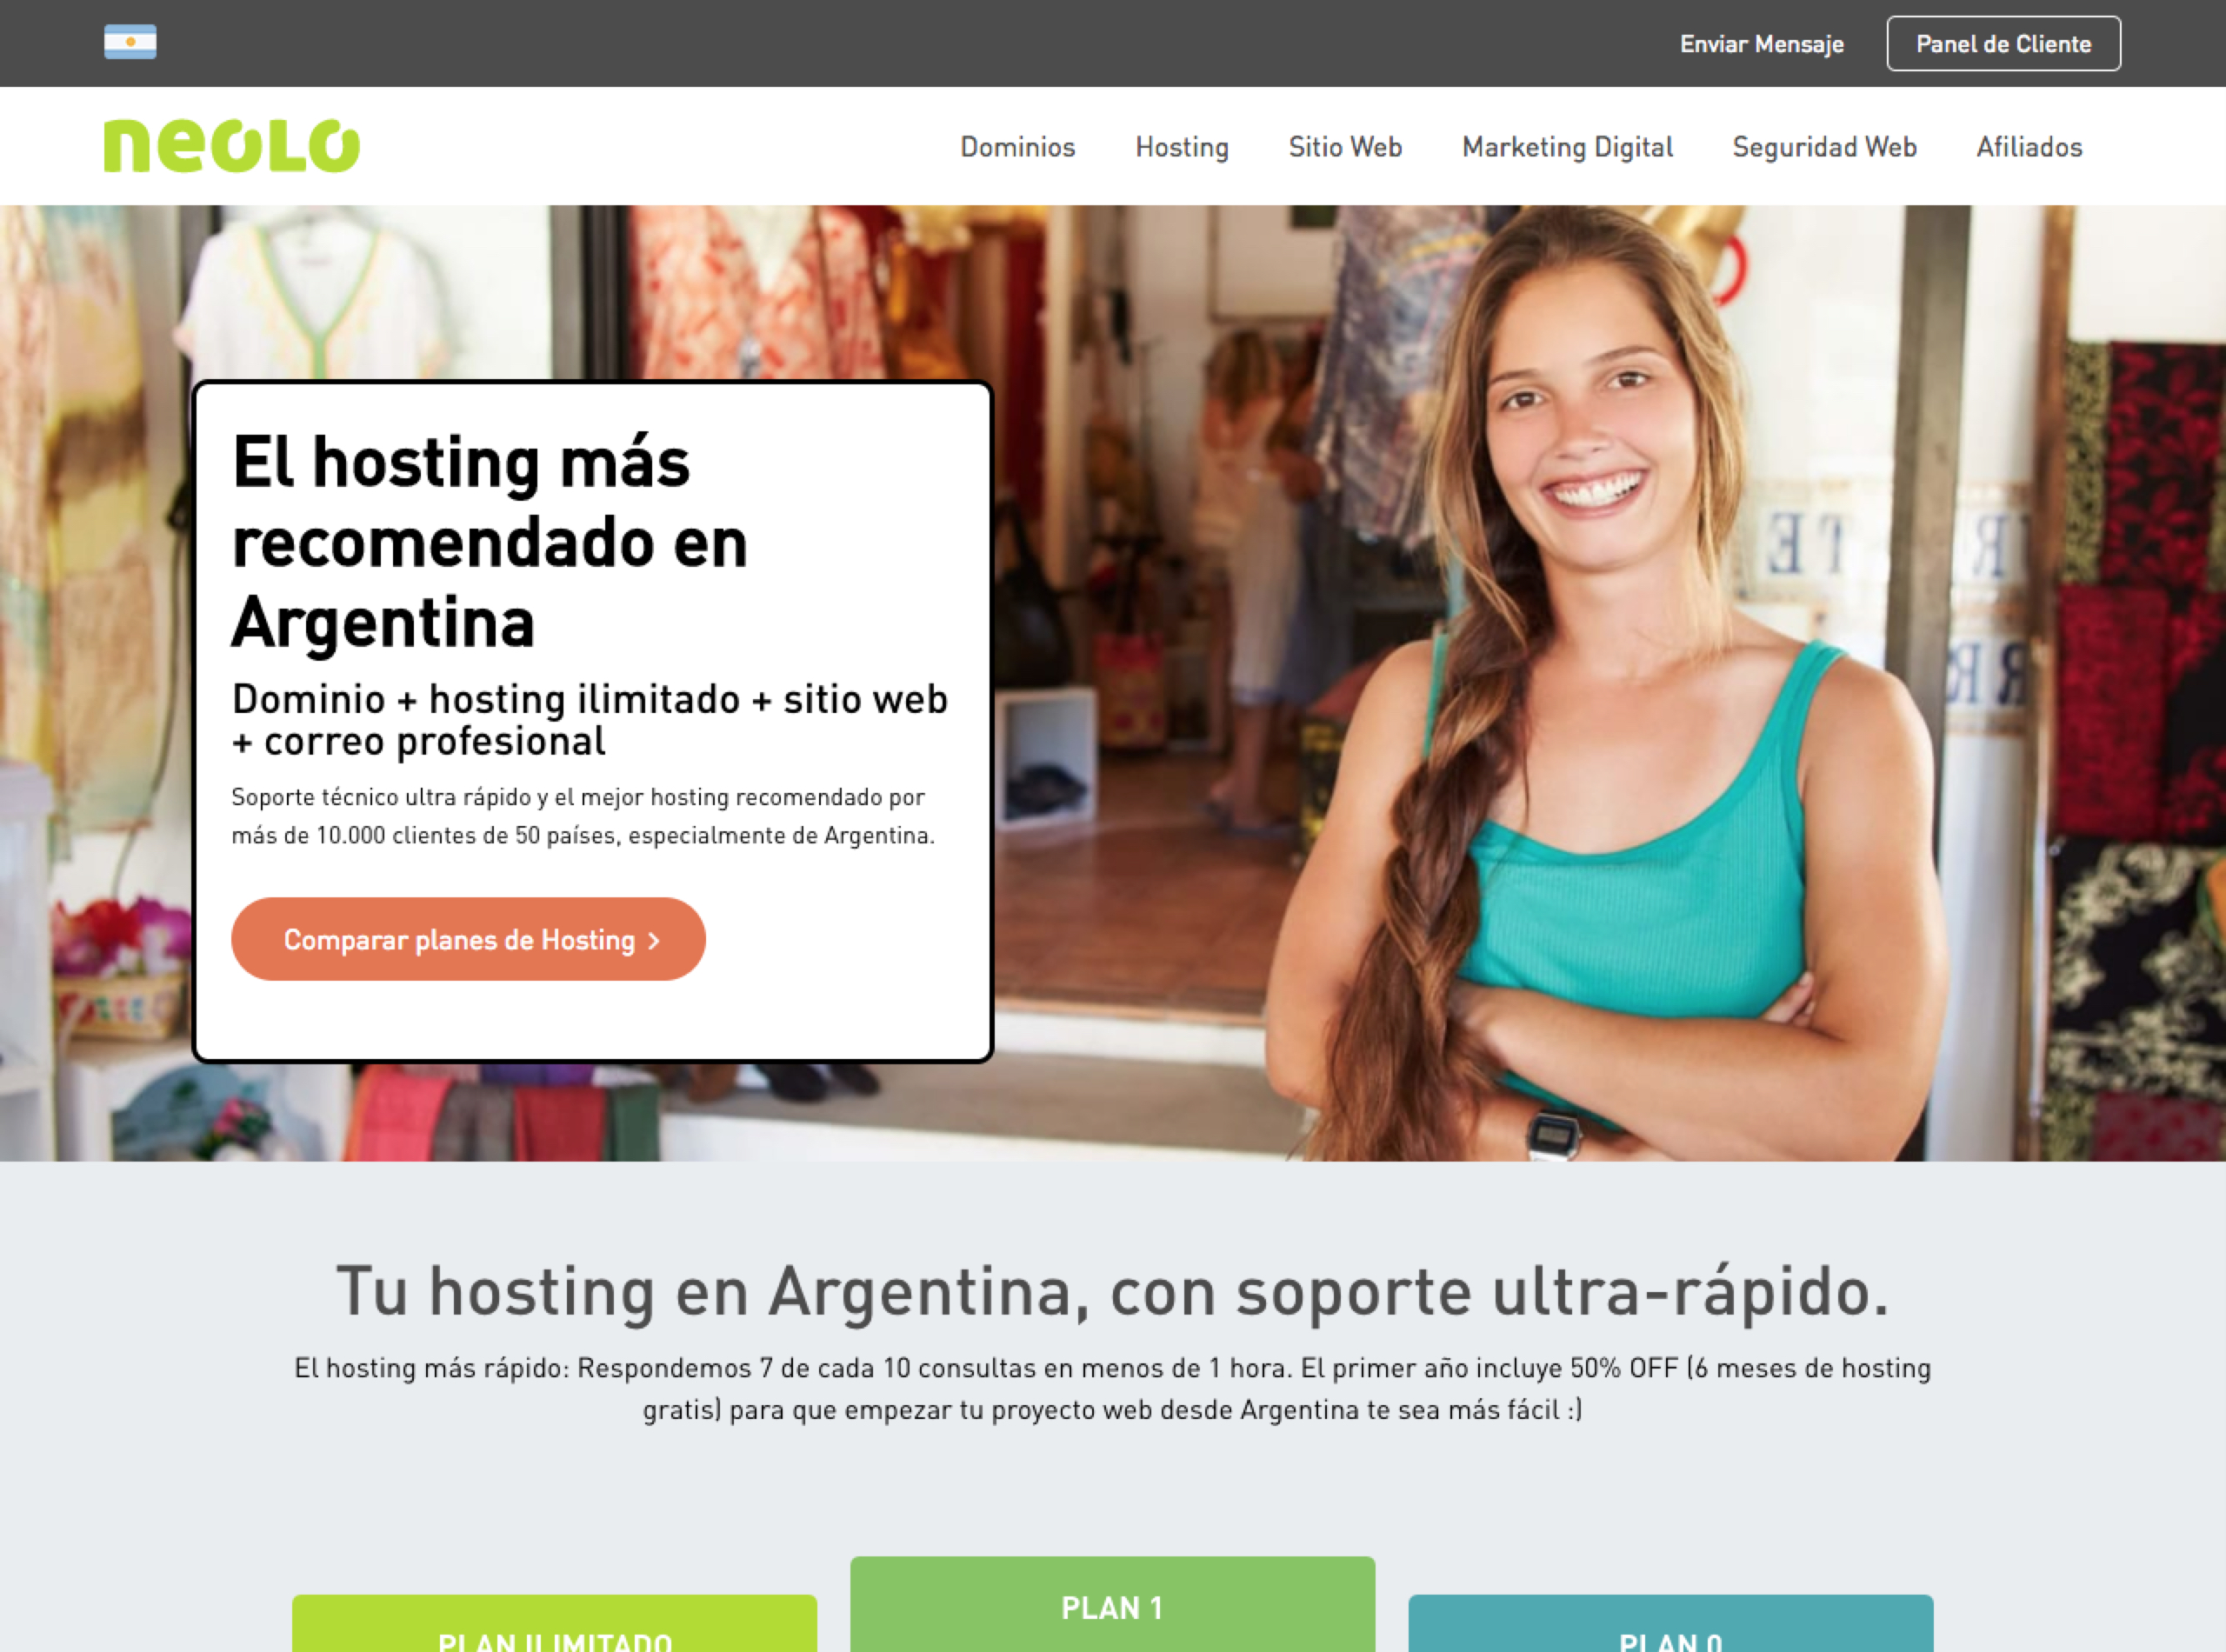 Enviar Mensaje
Panel de Cliente
neolo
Dominios
Hosting
Sitio Web
Marketing Digital
Seguridad Web
Afiliados
El hosting más
recomendado en
Argentina
Dominio + hosting ilimitado + sitio web
+ correo profesional
Soporte técnico ultra rápido y el mejor hosting recomendado por
más de 10.000 clientes de 50 países, especialmente de Argentina.
Comparar planes de Hosting >
Tu hosting en Argentina, con soporte ultra-rápido.
El hosting más rápido: Respondemos 7 de cada 10 consultas en menos de 1 hora. El primer año incluye 50% OFF (6 meses de hosting
gratis) para que empezar tu proyecto web desde Argentina te sea más fácil :)
PLAN 1
PLAN ILIMITADO
PLAN 0